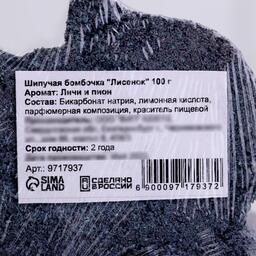 Шипучая бомбочка "Лисенок" 100 г
Аромат: Личи и пион
Состав: Бикарбонат натрия, лимонная кислота,
парфюмерная композиция, краситель пищевой
Срок годности: 2 года
Арт. 9717937
SIMA LAND
СДЕЛАНО В РОССИИ
6 900097 179372